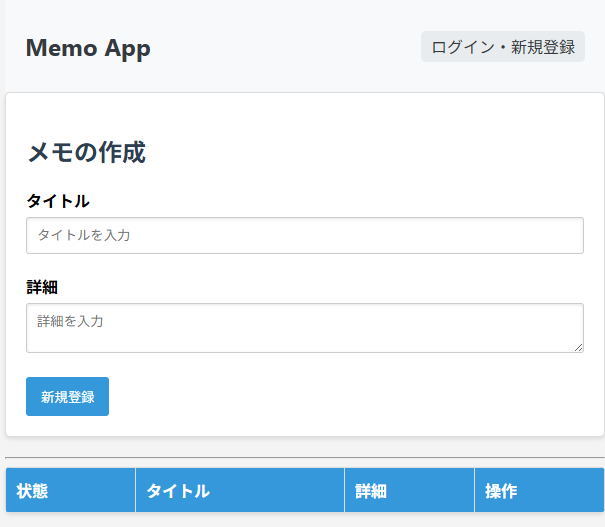 Memo App
ログイン・新規登録
メモの作成
タイトル
タイトルを入力
詳細
詳細を入力
新規登録
状態 タイトル 詳細 操作